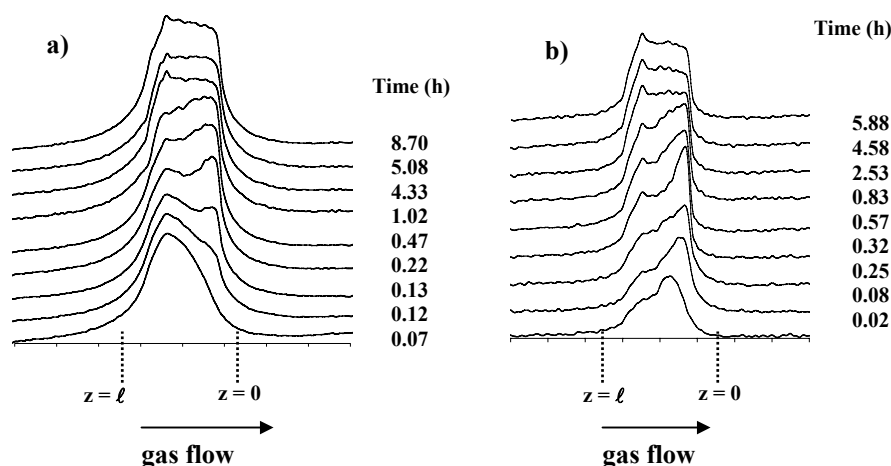 a)
Time (h)
8.70
5.08
4.33
1.02
0.47
0.22
0.13
0.12
0.07
z = ℓ
z = 0
gas flow
b)
Time (h)
5.88
4.58
2.53
0.83
0.57
0.32
0.25
0.08
0.02
z = ℓ
z = 0
gas flow